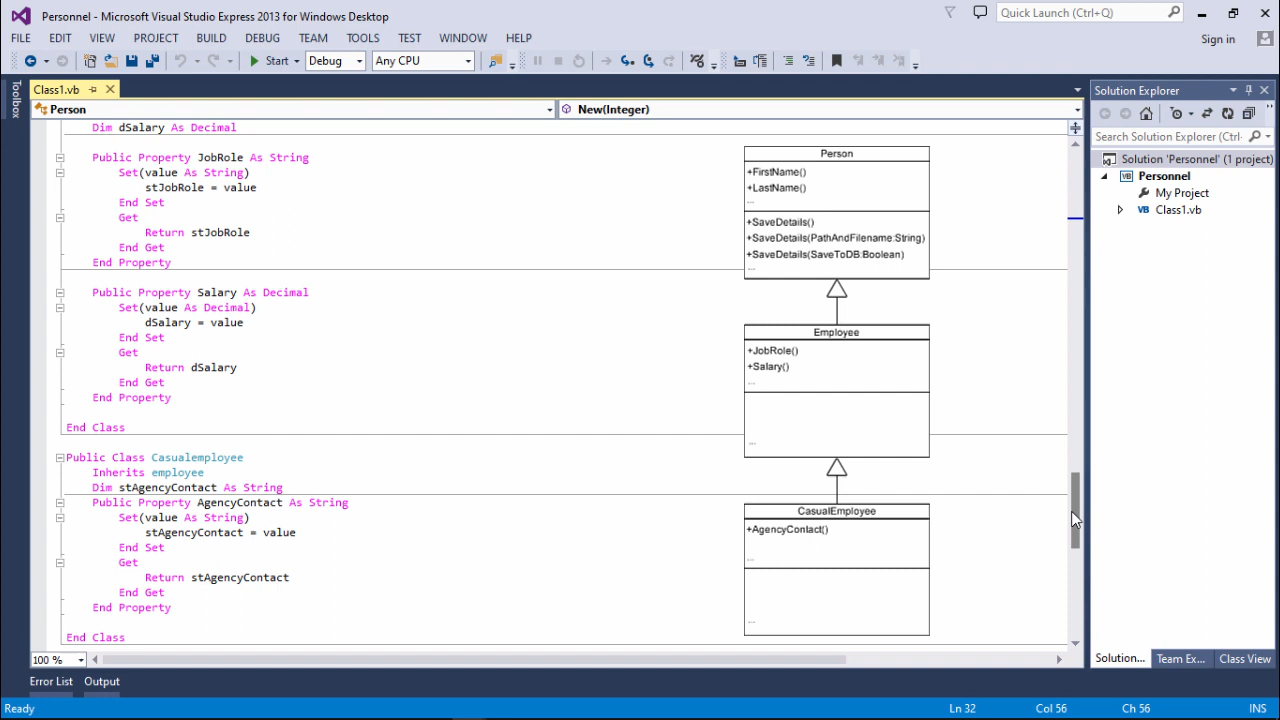 Personnel - Microsoft Visual Studio Express 2013 for Windows Desktop
Quick Launch (Ctrl+Q)
FILE EDIT VIEW PROJECT BUILD DEBUG TEAM TOOLS TEST WINDOW HELP
Sign in
Start Debug Any CPU
Toolbox
Class1.vb
Person
New(Integer)
Dim dSalary As Decimal
Public Property JobRole As String
Set(value As String)
stJobRole = value
End Set
Get
Return stJobRole
End Get
End Property
Public Property Salary As Decimal
Set(value As Decimal)
dSalary = value
End Set
Get
Return dSalary
End Get
End Property
End Class
Public Class Casualemployee
Inherits employee
Dim stAgencyContact As String
Public Property AgencyContact As String
Set(value As String)
stAgencyContact = value
End Set
Get
Return stAgencyContact
End Get
End Property
End Class
Person
+FirstName()
+LastName()
...
+SaveDetails()
+SaveDetails(PathAndFilename:String)
+SaveDetails(SaveToDB:Boolean)
...
Employee
+JobRole()
+Salary()
...
...
CasualEmployee
+AgencyContact()
...
...
Solution Explorer
Search Solution Explorer (Ctrl-
Solution 'Personnel' (1 project)
VB Personnel
My Project
VB Class1.vb
100 %
Solution... Team Ex... Class View
Error List Output
Ready Ln 32 Col 56 Ch 56 INS